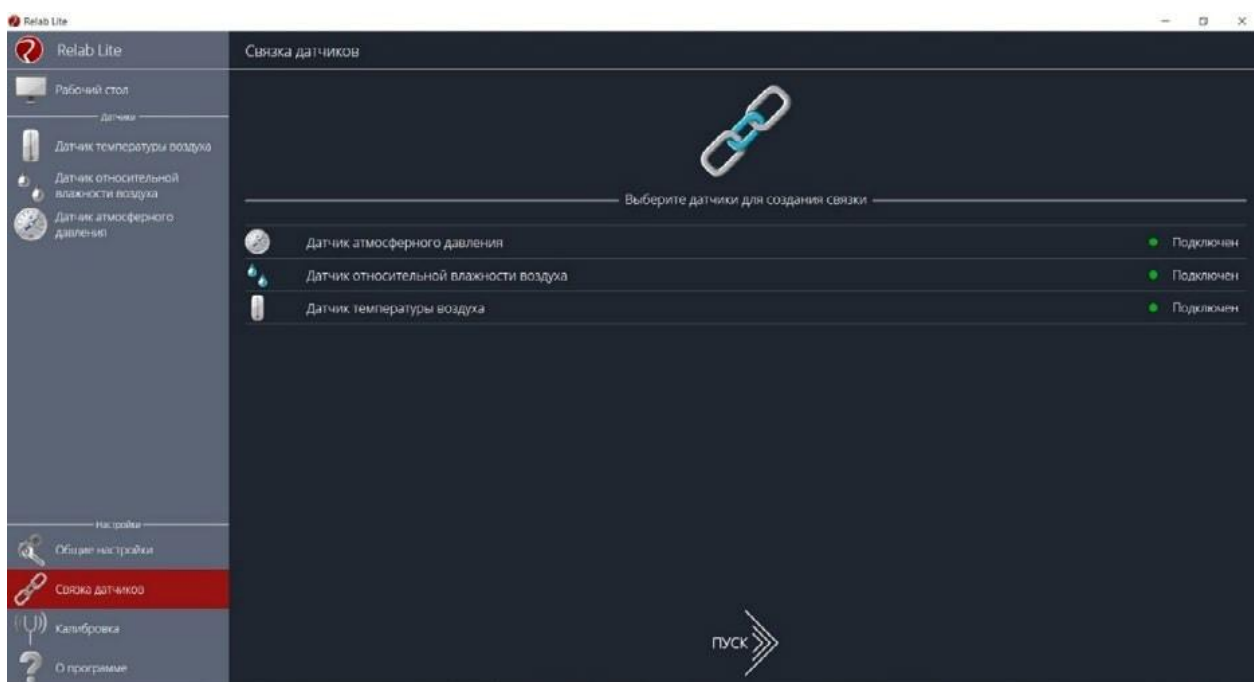 Relab Lite
Relab Lite
Рабочий стол
Датчики
Датчик температуры воздуха
Датчик относительной
влажности воздуха
Датчик атмосферного
давления
Настройки
Общие настройки
Связка датчиков
Калибровка
О программе
Связка датчиков
Выберите датчики для создания связки
Датчик атмосферного давления
Подключен
Датчик относительной влажности воздуха
Подключен
Датчик температуры воздуха
Подключен
ПУСК